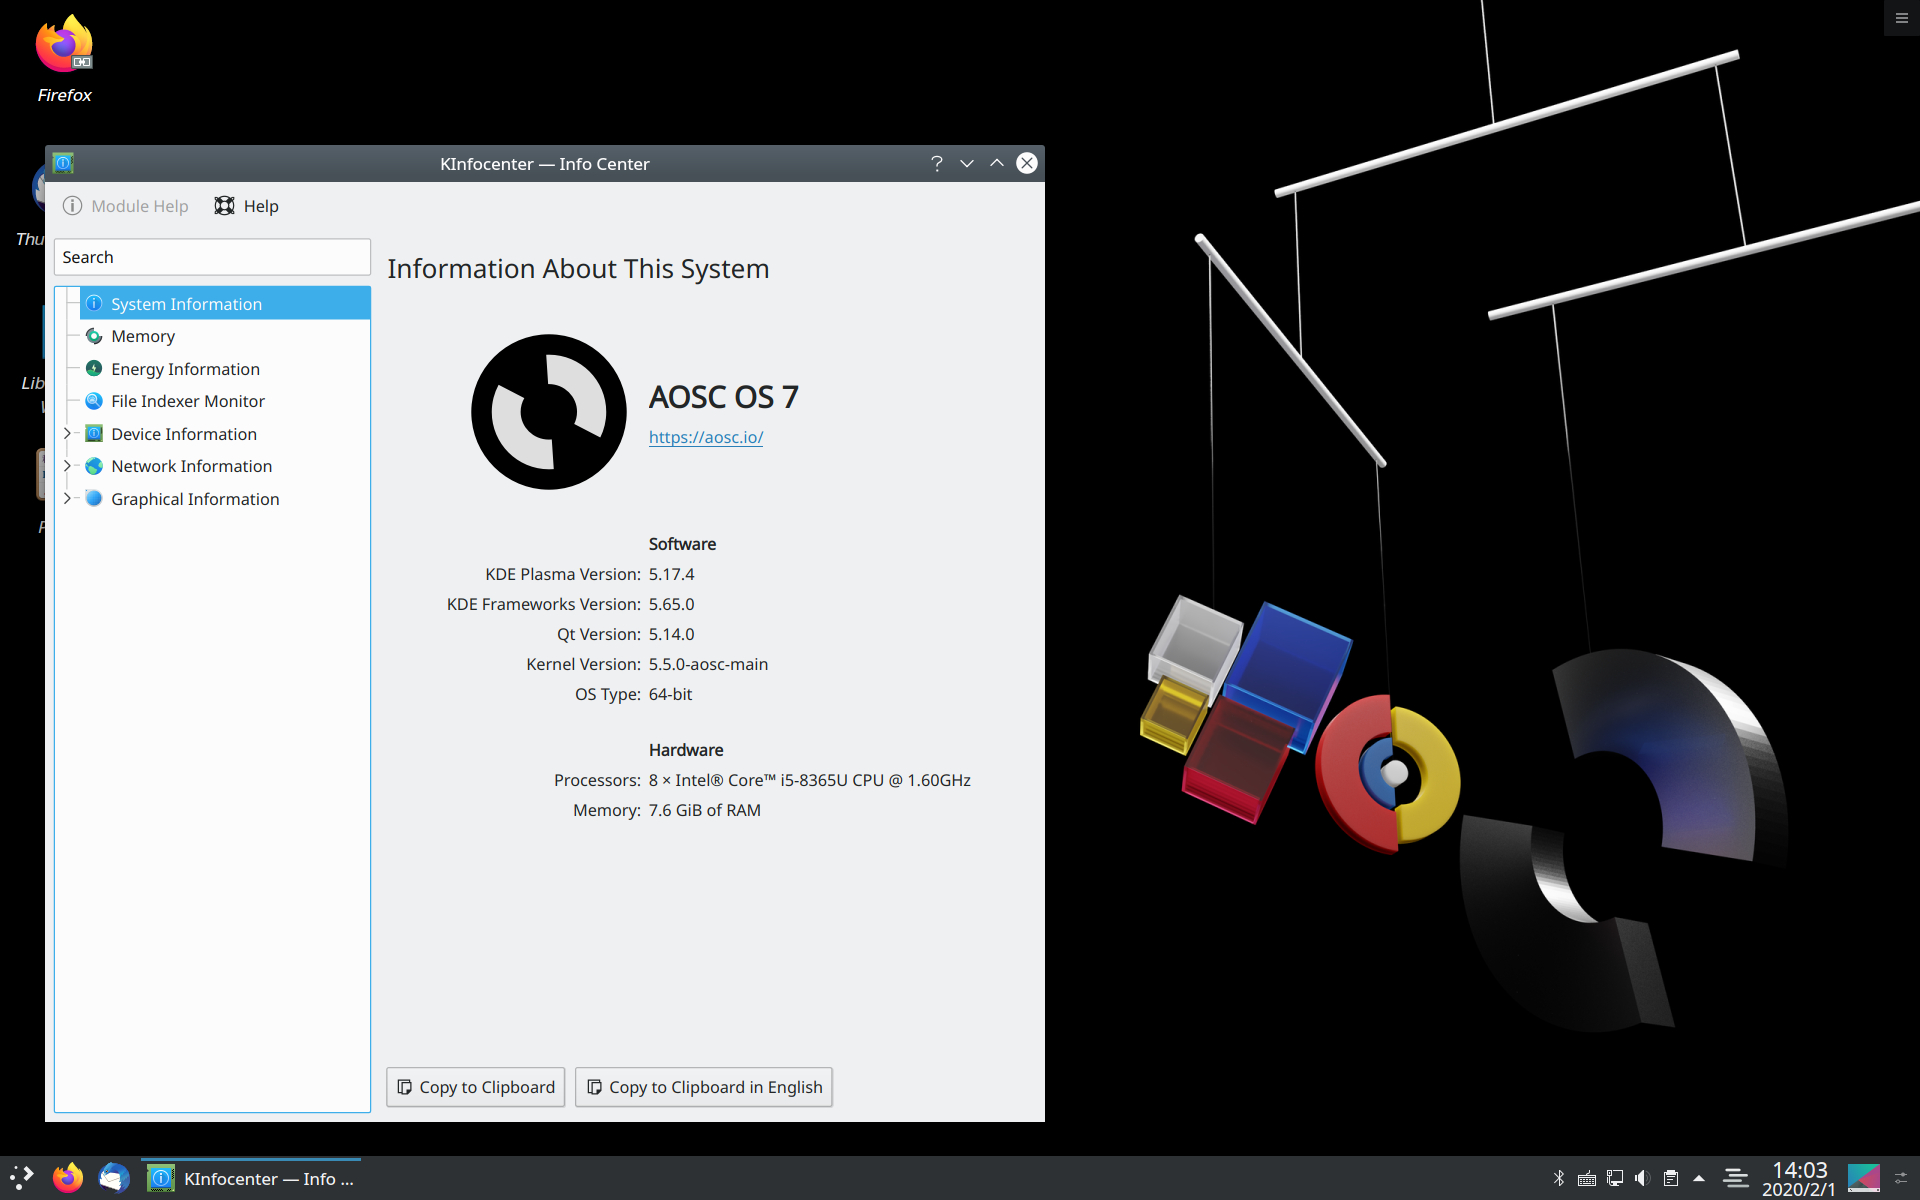 Firefox
Thu
Lib
KInfocenter — Info Center
Module Help
Help
Search
System Information
Memory
Energy Information
File Indexer Monitor
Device Information
Network Information
Graphical Information
Information About This System
AOSC OS 7
https://aosc.io/
Software
KDE Plasma Version: 5.17.4
KDE Frameworks Version: 5.65.0
Qt Version: 5.14.0
Kernel Version: 5.5.0-aosc-main
OS Type: 64-bit
Hardware
Processors: 8 × Intel® Core™ i5-8365U CPU @ 1.60GHz
Memory: 7.6 GiB of RAM
Copy to Clipboard
Copy to Clipboard in English
KInfocenter — Info ...
14:03
2020/2/1